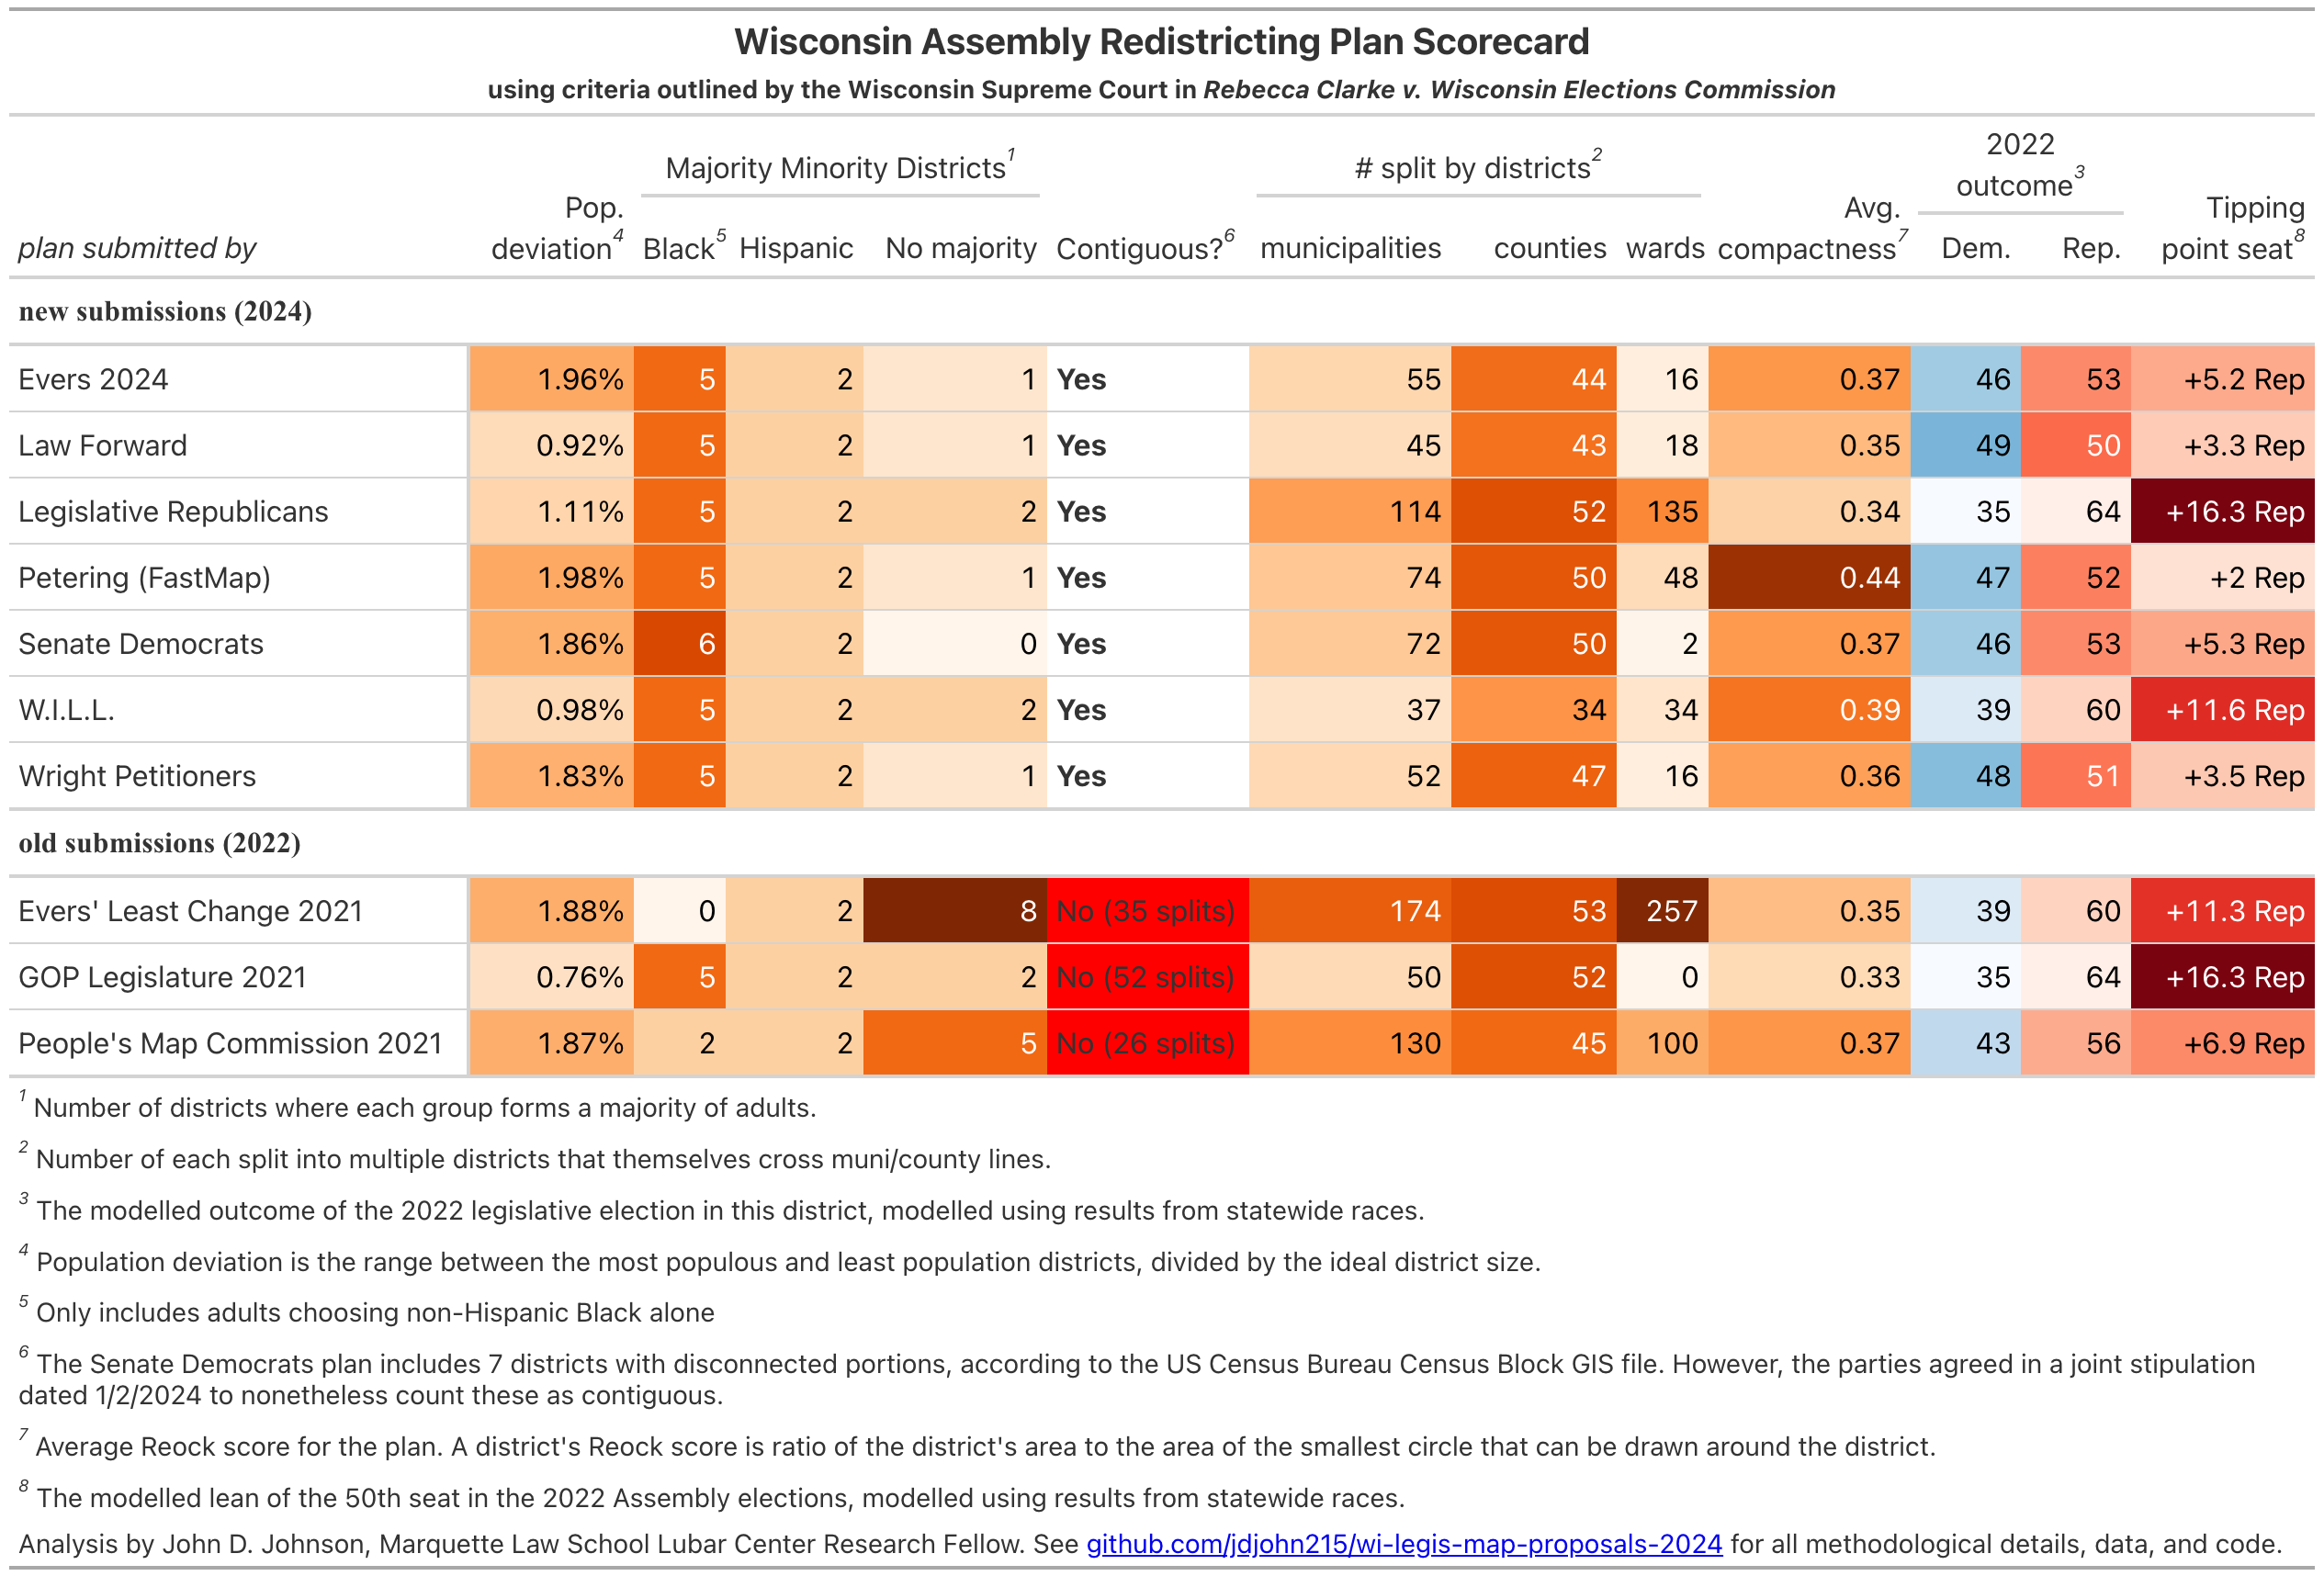 Wisconsin Assembly Redistricting Plan Scorecard
using criteria outlined by the Wisconsin Supreme Court in Rebecca Clarke v. Wisconsin Elections Commission
plan submitted by Pop. deviation4 Majority Minority Districts1 Black5 Hispanic No majority Contiguous?6 # split by districts2 municipalities counties wards Avg. compactness7 2022 outcome3 Dem. Rep. Tipping point seat8
new submissions (2024)
Evers 2024 1.96% 5 2 1 Yes 55 44 16 0.37 46 53 +5.2 Rep
Law Forward 0.92% 5 2 1 Yes 45 43 18 0.35 49 50 +3.3 Rep
Legislative Republicans 1.11% 5 2 2 Yes 114 52 135 0.34 35 64 +16.3 Rep
Petering (FastMap) 1.98% 5 2 1 Yes 74 50 48 0.44 47 52 +2 Rep
Senate Democrats 1.86% 6 2 0 Yes 72 50 2 0.37 46 53 +5.3 Rep
W.I.L.L. 0.98% 5 2 2 Yes 37 34 34 0.39 39 60 +11.6 Rep
Wright Petitioners 1.83% 5 2 1 Yes 52 47 16 0.36 48 51 +3.5 Rep
old submissions (2022)
Evers' Least Change 2021 1.88% 0 2 8 No (35 splits) 174 53 257 0.35 39 60 +11.3 Rep
GOP Legislature 2021 0.76% 5 2 2 No (52 splits) 50 52 0 0.33 35 64 +16.3 Rep
People's Map Commission 2021 1.87% 2 2 5 No (26 splits) 130 45 100 0.37 43 56 +6.9 Rep
1 Number of districts where each group forms a majority of adults.
2 Number of each split into multiple districts that themselves cross muni/county lines.
3 The modelled outcome of the 2022 legislative election in this district, modelled using results from statewide races.
4 Population deviation is the range between the most populous and least population districts, divided by the ideal district size.
5 Only includes adults choosing non-Hispanic Black alone
6 The Senate Democrats plan includes 7 districts with disconnected portions, according to the US Census Bureau Census Block GIS file. However, the parties agreed in a joint stipulation
dated 1/2/2024 to nonetheless count these as contiguous.
7 Average Reock score for the plan. A district's Reock score is ratio of the district's area to the area of the smallest circle that can be drawn around the district.
8 The modelled lean of the 50th seat in the 2022 Assembly elections, modelled using results from statewide races.
Analysis by John D. Johnson, Marquette Law School Lubar Center Research Fellow. See github.com/jdjohn215/wi-legis-map-proposals-2024 for all methodological details, data, and code.